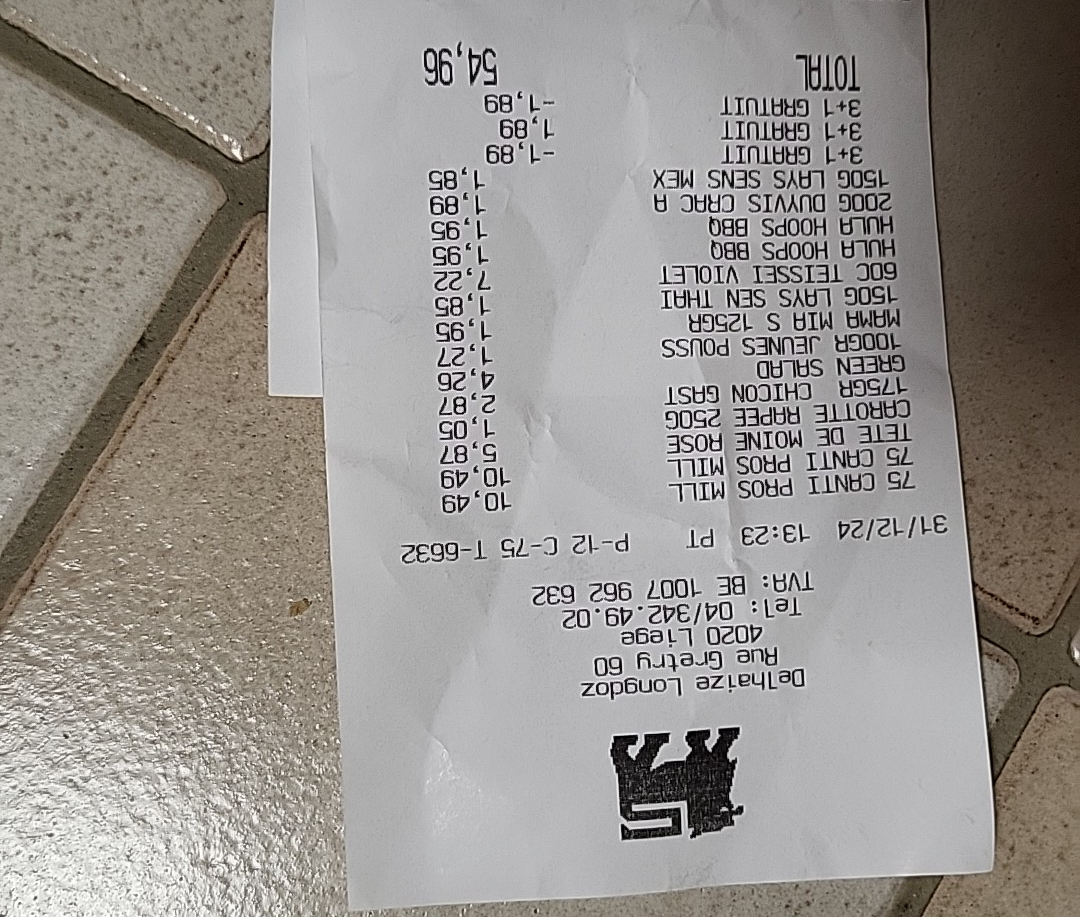 Delhaize Longdoz
Rue Gretry 60
4020 Liege
Tel: 04/342.49.02
TVA: BE 1007 962 632
31/12/24 13:23 PT P-12 C-75 T-6632
75 CANTI PROS MILL 10,49
75 CANTI PROS MILL 10,49
TETE DE MOINE ROSE 5,87
CAROTTE RAPEE 250G 1,05
175GR CHICON GAST 2,87
GREEN SALAD 4,26
100GR JEUNES POUSS 1,27
MAMA MIA S 125GR 1,95
150G LAYS SEN THAI 1,85
60C TEISSEI VIOLET 7,22
HULA HOOPS BBQ 1,95
HULA HOOPS BBQ 1,95
200G DUYVIS CRAC A 1,89
150G LAYS SENS MEX 1,85
3+1 GRATUIT -1,89
3+1 GRATUIT 1,89
3+1 GRATUIT -1,89
TOTAL 54,96